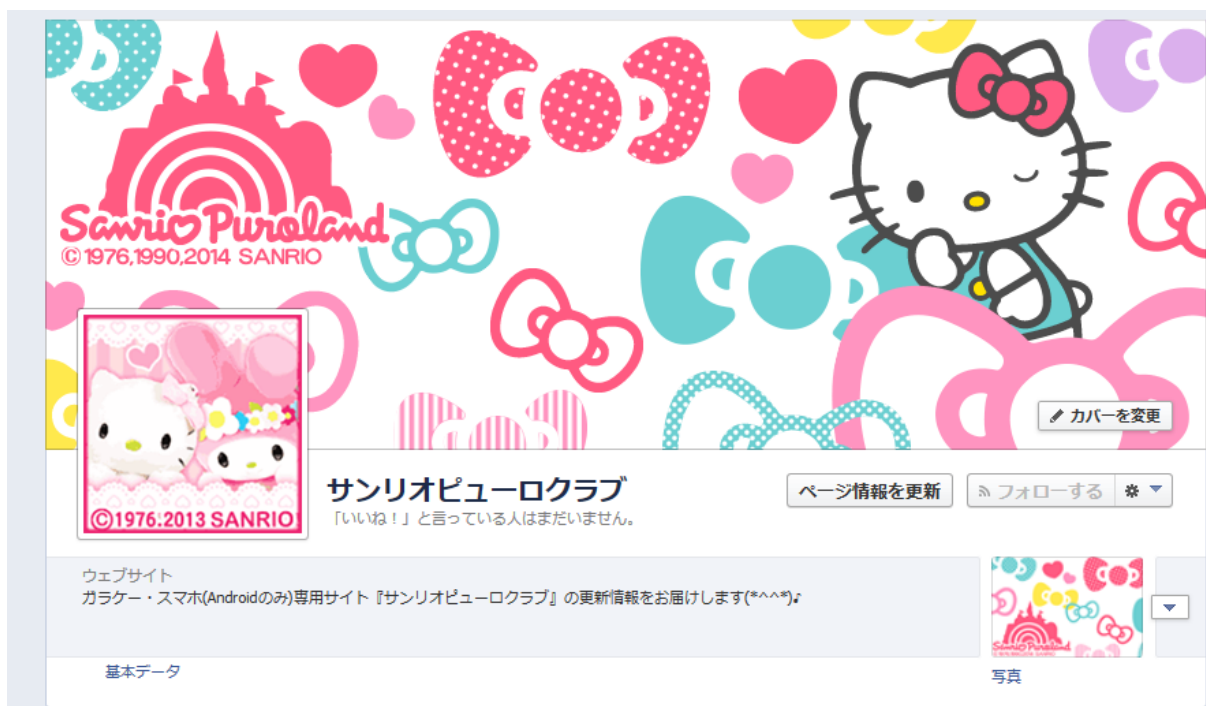 Sanrio Puroland
© 1976,1990,2014 SANRIO
カバーを変更
©1976:2013 SANRIO
サンリオピューロクラブ
「いいね！」と言っている人はまだいません。
ページ情報を更新
フォローする
ウェブサイト
ガラケー・スマホ(Androidのみ)専用サイト『サンリオピューロクラブ』の更新情報をお届けします(*^^*)♪
Sanrio Puroland
基本データ
写真